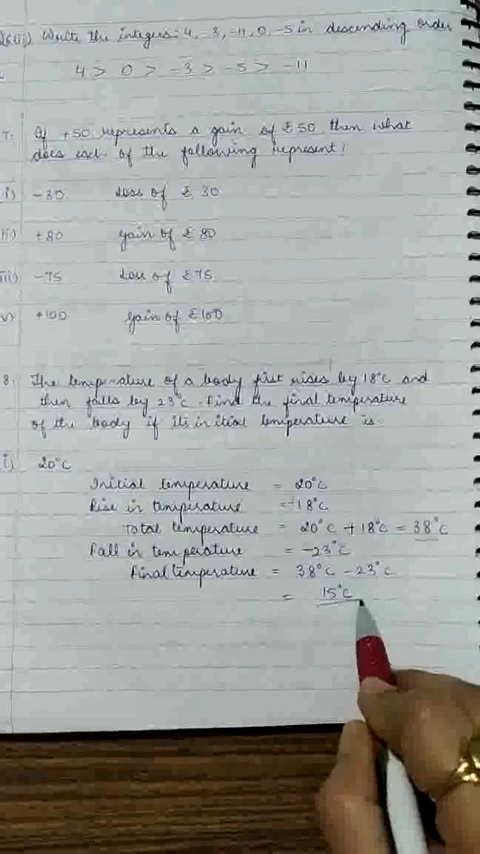 Write the integers: 4, -3, -11, 0, -5 in descending order
4 > 0 > -3 > -5 > -11
7. If +50 represents a gain of £50 then what
does each of the following represent!
i) -30 Loss of £ 30
ii) +80 gain of £ 80
iii) -75 Loss of £75
v) +100 gain of £100
8. The temperature of a body first rises by 18°C and
then falls by 23°C. Find the final temperature
of the body if its initial temperature is
i) 20°C
Initial temperature = 20°C
Rise in temperature = +18°C
Total temperature = 20°C + 18°C = 38°C
Fall in temperature = -23°C
Final temperature = 38°C - 23°C
= 15°C